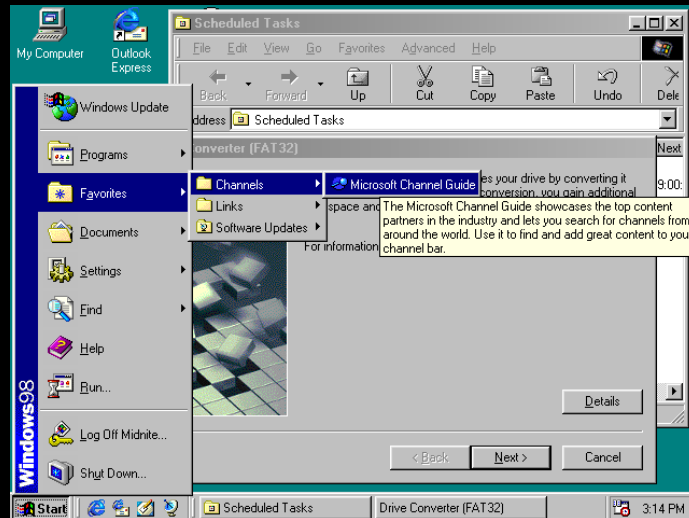 My Computer
Outlook
Express
Scheduled Tasks
File Edit View Go Favorites Advanced Help
Back Forward Up Cut Copy Paste Undo Dele
ddress Scheduled Tasks
onverter (FAT32)
Next
9:00:
es your drive by converting it
conversion, you gain additional
space and
For information
Windows Update
Programs
Favorites
Documents
Settings
Find
Help
Run...
Log Off Midnite...
Shut Down...
Windows98
Channels
Links
Software Updates
Microsoft Channel Guide
The Microsoft Channel Guide showcases the top content
partners in the industry and lets you search for channels from
around the world. Use it to find and add great content to you
channel bar.
Details
< Back Next > Cancel
Start Scheduled Tasks Drive Converter (FAT32) 3:14 PM